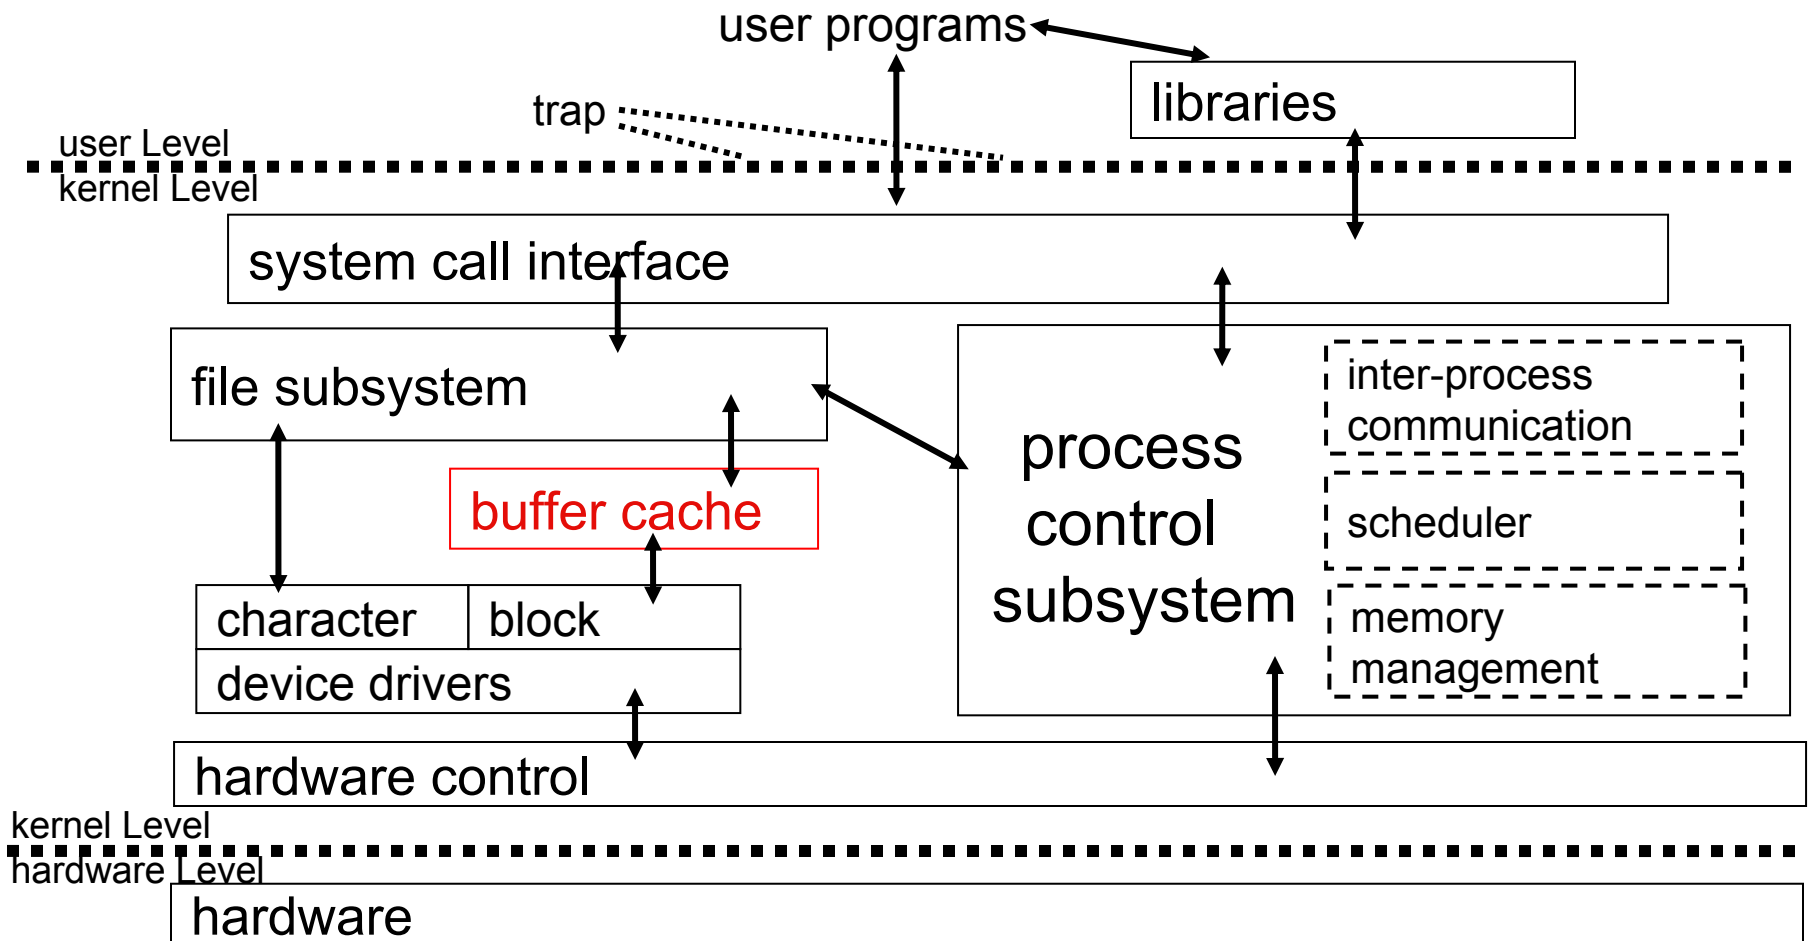 user programs
libraries
trap
user Level
kernel Level
system call interface
file subsystem
inter-process
communication
process
control
subsystem
buffer cache
scheduler
character
block
memory
management
device drivers
hardware control
kernel Level
hardware Level
hardware